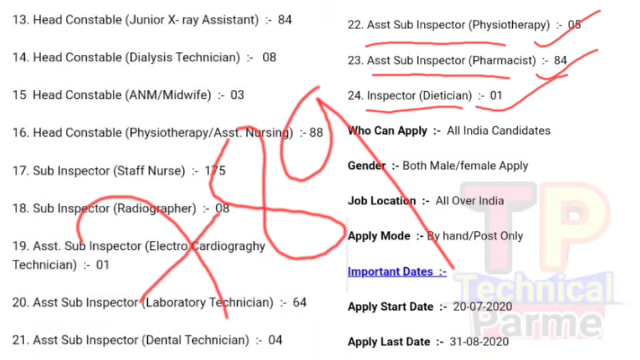 13. Head Constable (Junior X- ray Assistant) :- 84
14. Head Constable (Dialysis Technician) :- 08
15 Head Constable (ANM/Midwife) :- 03
16. Head Constable (Physiotherapy/Asst. Nursing) :- 88
17. Sub Inspector (Staff Nurse) :- 175
18. Sub Inspector (Radiographer) :- 08
19. Asst. Sub Inspector (Electro Cardiograghy
Technician) :- 01
20. Asst Sub Inspector (Laboratory Technician) :- 64
21. Asst Sub Inspector (Dental Technician) :- 04
22. Asst Sub Inspector (Physiotherapy) :- 05
23. Asst Sub Inspector (Pharmacist) :- 84
24. Inspector (Dietician) :- 01
Who Can Apply :- All India Candidates
Gender :- Both Male/female Apply
Job Location :- All Over India
Apply Mode :- By hand/Post Only
Important Dates :-
Apply Start Date :- 20-07-2020
Apply Last Date :- 31-08-2020
TP
Technical
Parme